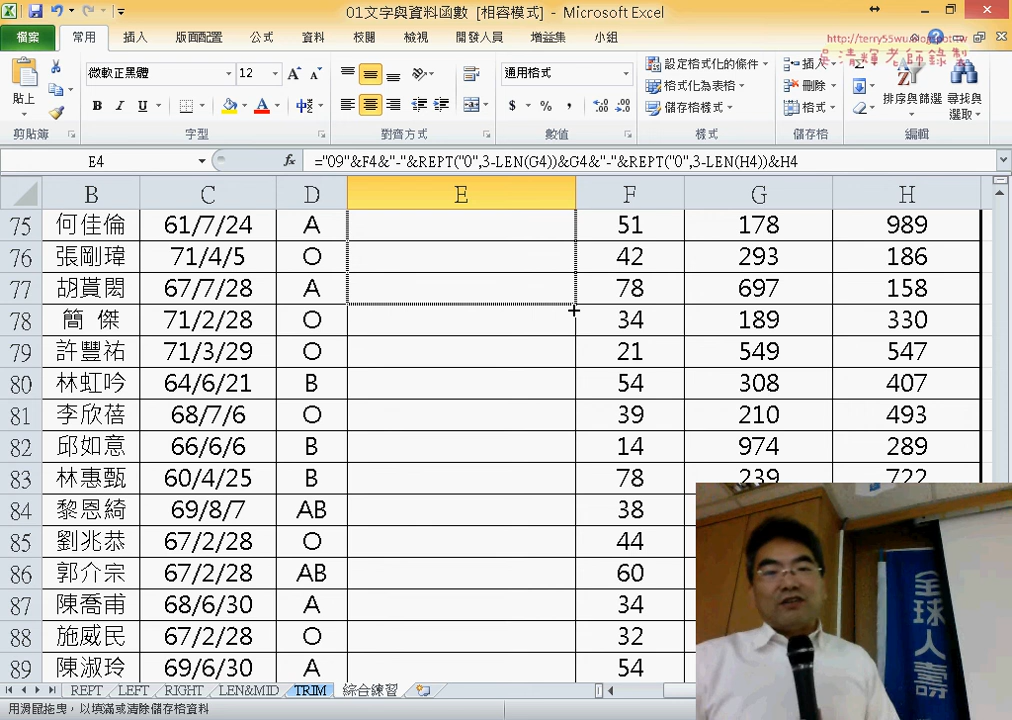 01文字與資料函數 [相容模式] - Microsoft Excel
http://terry55wu.blogspot.tw
吳清輝老師錄製
檔案 常用 插入 版面配置 公式 資料 校閱 檢視 開發人員 增益集 小組
貼上 微軟正黑體 12 A A 通用格式 設定格式化的條件 插入 Σ
B I U A 中 $ % , 格式化為表格 刪除 排序與篩選 尋找與選取
儲存格樣式 格式
剪貼簿 字型 對齊方式 數值 樣式 儲存格 編輯
E4 fx ="09"&F4&"-"&REPT("0",3-LEN(G4))&G4&"-"&REPT("0",3-LEN(H4))&H4
B C D E F G H
75 何佳倫 61/7/24 A 51 178 989
76 張剛瑋 71/4/5 O 42 293 186
77 胡蒷閎 67/7/28 A 78 697 158
78 簡 傑 71/2/28 O 34 189 330
79 許豐祐 71/3/29 O 21 549 547
80 林虹吟 64/6/21 B 54 308 407
81 李欣蓓 68/7/6 O 39 210 493
82 邱如意 66/6/6 B 14 974 289
83 林惠甄 60/4/25 B 78 239 722
84 黎恩綺 69/8/7 AB 38
85 劉兆恭 67/2/28 O 44
86 郭介宗 67/2/28 AB 60
87 陳喬甫 68/6/30 A 34
88 施威民 67/2/28 O 32
89 陳淑玲 69/6/30 A 54
全球人壽
REPT LEFT RIGHT LEN&MID TRIM 綜合練習
用滑鼠拖曳，以填滿或清除儲存格資料